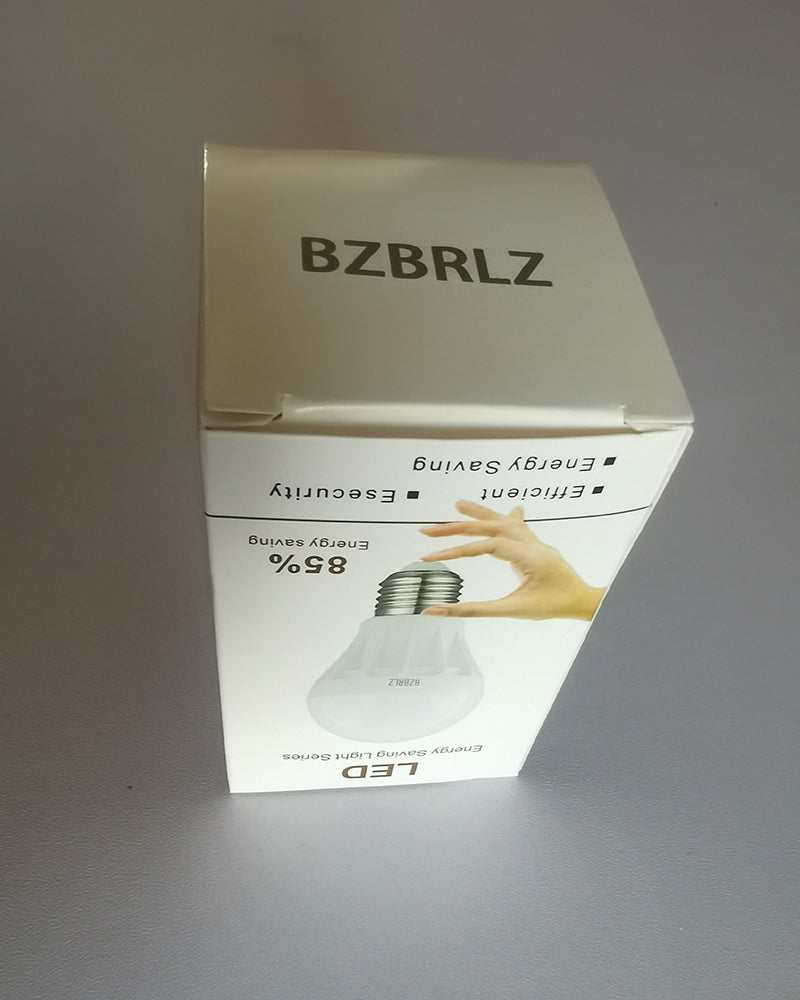 BZBRLZ
LED
Energy Saving Light Series
BZBRLZ
85%
Energy saving
■ Efficient ■ Esecurity
■ Energy Saving